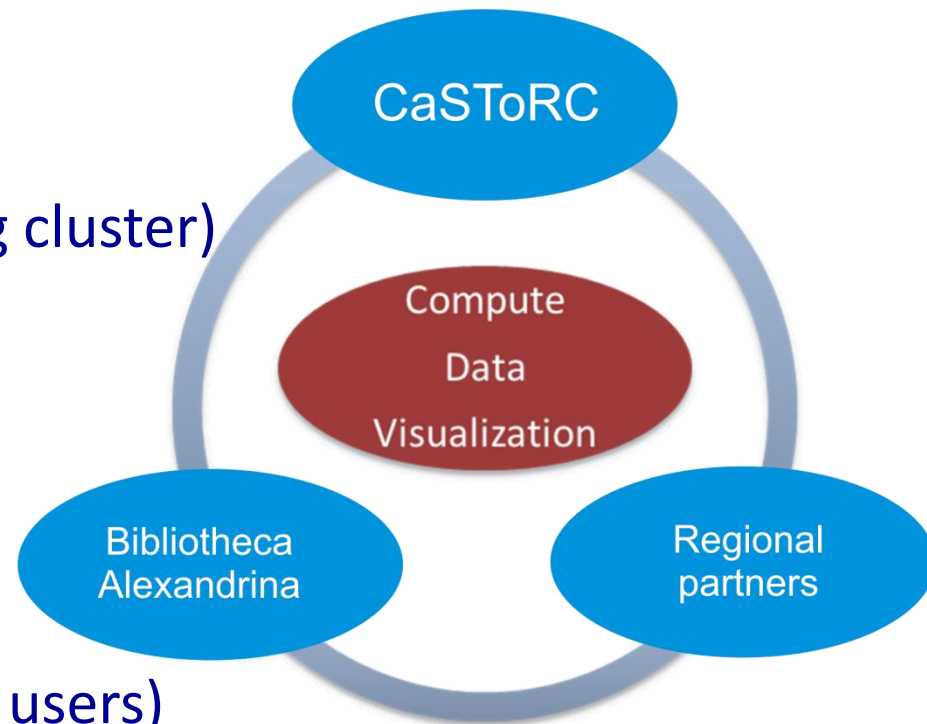 CaSToRC
g cluster)
Compute
Data
Visualization
Bibliotheca
Alexandrina
Regional
partners
users)